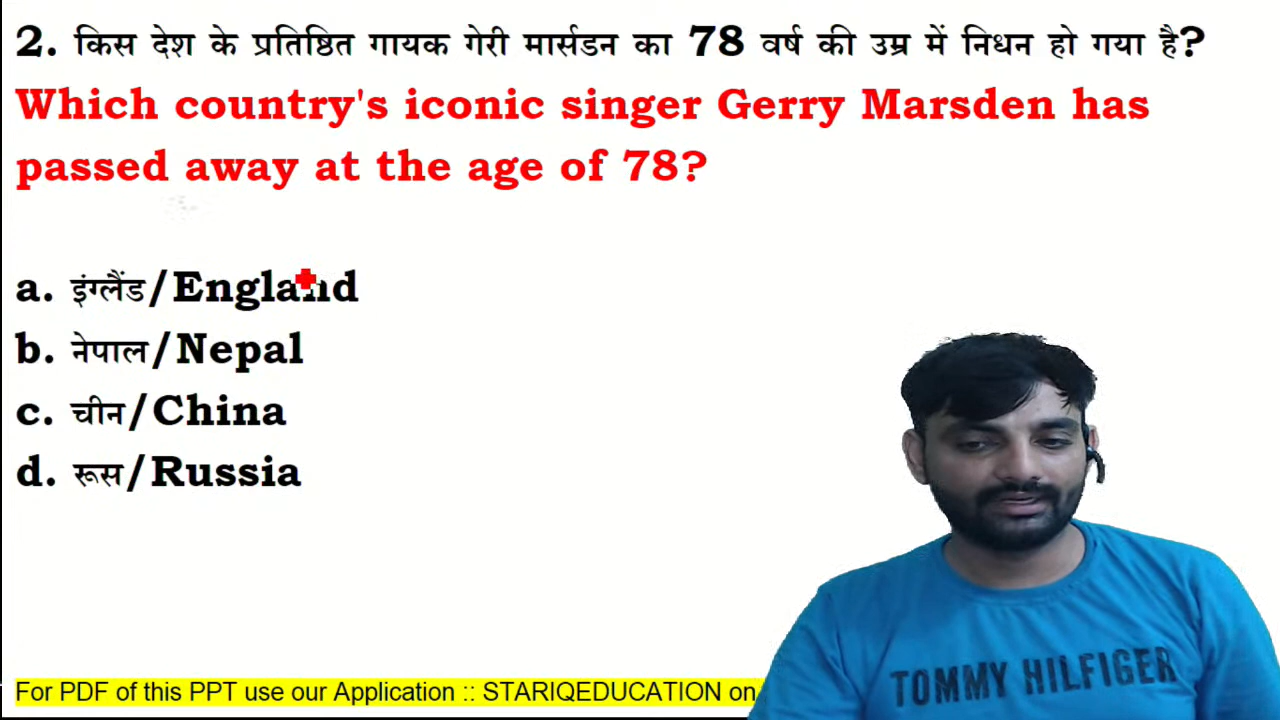 2. किस देश के प्रतिष्ठित गायक गेरी मार्सडन का 78 वर्ष की उम्र में निधन हो गया है?
Which country's iconic singer Gerry Marsden has
passed away at the age of 78?
a. इंग्लैंड/England
b. नेपाल/Nepal
c. चीन/China
d. रूस/Russia
TOMMY HILFIGER
For PDF of this PPT use our Application :: STARIQEDUCATION on